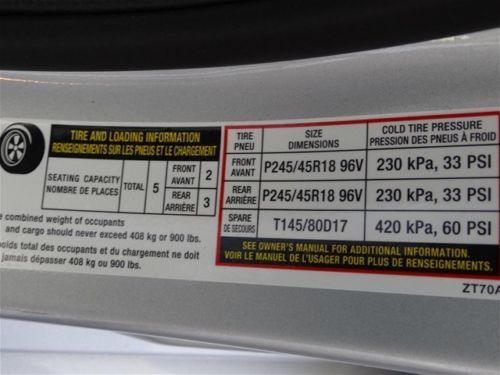 TIRE AND LOADING INFORMATION
RENSEIGNEMENTS SUR LES PNEUS ET LE CHARGEMENT
SEATING CAPACITY
NOMBRE DE PLACES
TOTAL 5
FRONT
AVANT 2
REAR
ARRIÈRE 3
combined weight of occupants
and cargo should never exceed 408 kg or 900 lbs.
poids total des occupants et du chargement ne doit
jamais dépasser 408 kg ou 900 lbs.
TIRE
PNEU
SIZE
DIMENSIONS
COLD TIRE PRESSURE
PRESSION DES PNEUS À FROID
FRONT
AVANT
P245/45R18 96V
230 kPa, 33 PSI
REAR
ARRIÈRE
P245/45R18 96V
230 kPa, 33 PSI
SPARE
DE SECOURS
T145/80D17
420 kPa, 60 PSI
SEE OWNER'S MANUAL FOR ADDITIONAL INFORMATION.
VOIR LE MANUEL DE L'USAGER POUR PLUS DE RENSEIGNEMENTS.
ZT70A